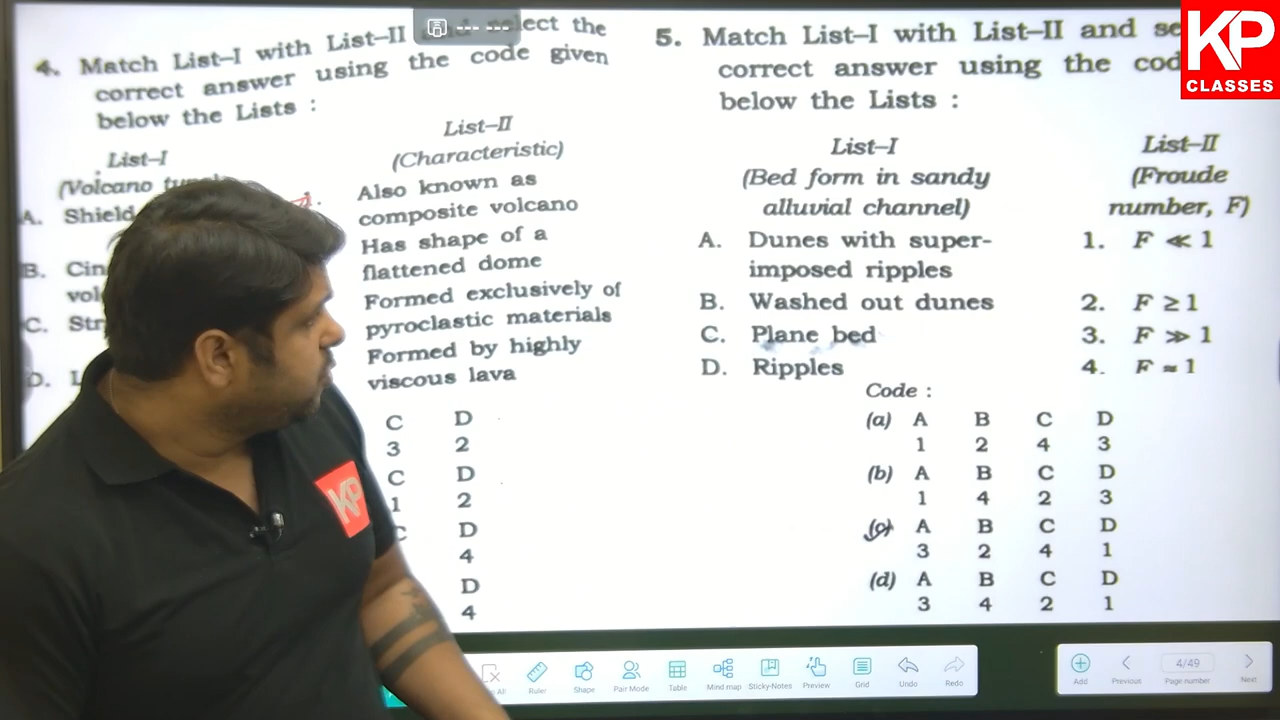 4. Match List–I with List–II select the
correct answer using the code given
below the Lists :
List–I
(Volcano
List–II
(Characteristic)
A. Shield
Also known as
composite volcano
Has shape of a
flattened dome
B. Cin
vol
Formed exclusively of
pyroclastic materials
C. Str
Formed by highly
viscous lava
D. L
C D
3 2
C D
1 2
C D
4
D
4
5. Match List–I with List–II and se
correct answer using the cod
below the Lists :
List–I
(Bed form in sandy
alluvial channel)
List–II
(Froude
number, F)
A. Dunes with super-
imposed ripples
1. F ≪ 1
B. Washed out dunes 2. F ≥ 1
C. Plane bed 3. F ≫ 1
D. Ripples 4. F ≈ 1
Code :
(a) A B C D
1 2 4 3
(b) A B C D
1 4 2 3
(c) A B C D
3 2 4 1
(d) A B C D
3 4 2 1
KP
CLASSES
KP
Ruler
Shape
Pair Mode
Table
Mind map
Sticky-Notes
Preview
Grid
Undo
Redo
Add
Previous
4/49
Page number
Next